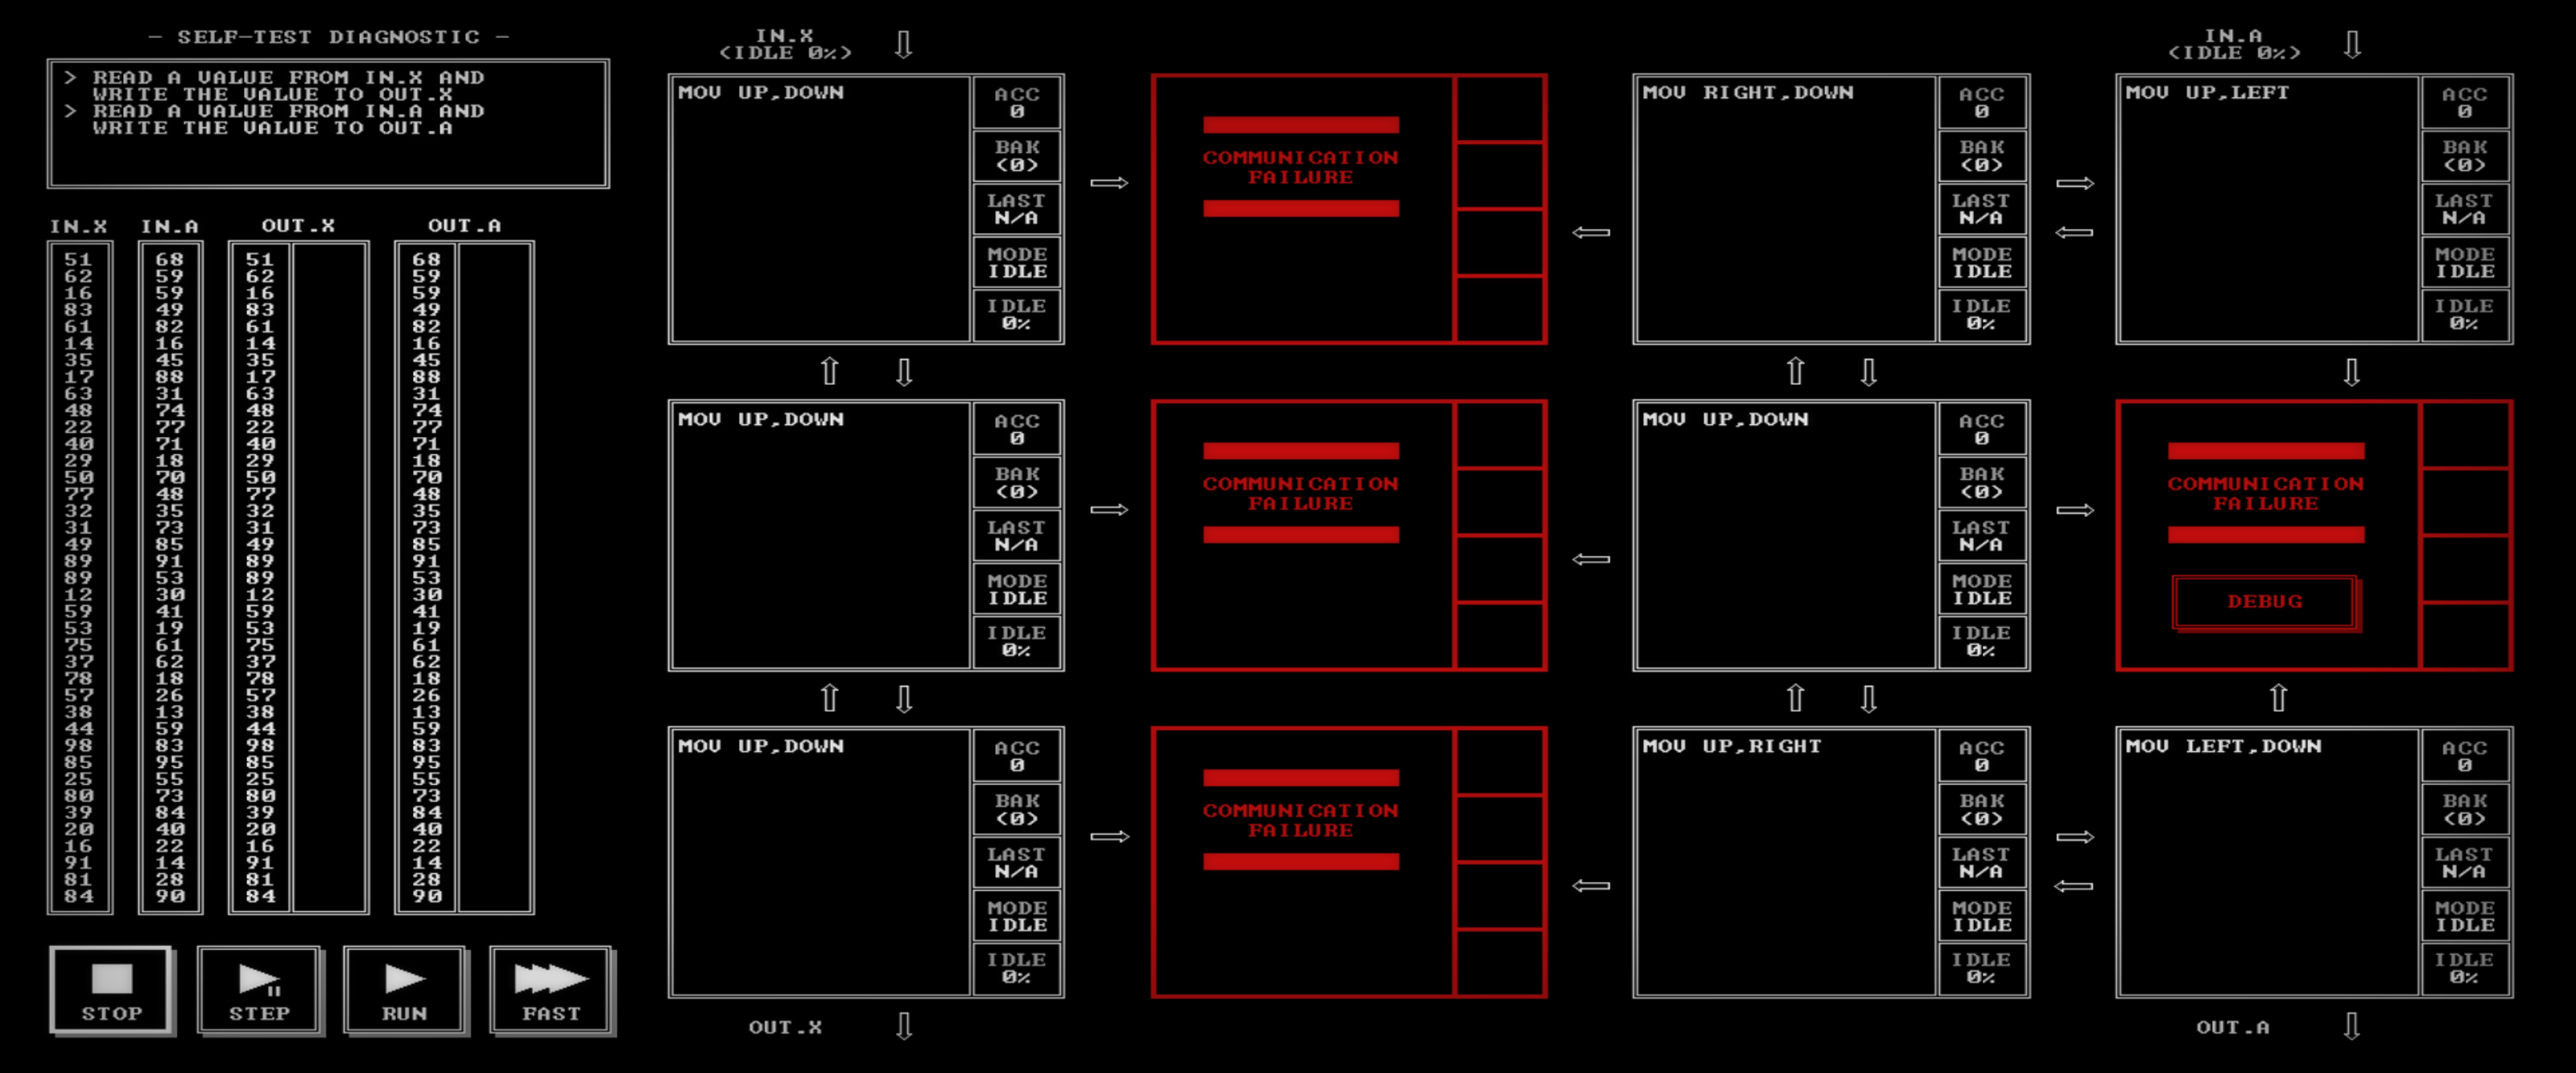 - SELF-TEST DIAGNOSTIC -
> READ A VALUE FROM IN.X AND
WRITE THE VALUE TO OUT.X
> READ A VALUE FROM IN.A AND
WRITE THE VALUE TO OUT.A
IN.X IN.A OUT.X OUT.A
51 68 51 68
62 59 62 59
16 59 16 59
83 49 83 49
61 82 61 82
14 16 14 16
35 45 35 45
17 88 17 88
63 31 63 31
48 74 48 74
22 77 22 77
40 71 40 71
29 18 29 18
50 70 50 70
77 48 77 48
32 35 32 35
31 73 31 73
49 85 49 85
89 91 89 91
89 53 89 53
12 30 12 30
59 41 59 41
53 19 53 19
75 61 75 61
37 62 37 62
78 18 78 18
57 26 57 26
38 13 38 13
44 59 44 59
98 83 98 83
85 95 85 95
25 55 25 55
80 73 80 73
39 84 39 84
20 40 20 40
16 22 16 22
91 14 91 14
81 28 81 28
84 90 84 90
STOP
STEP
RUN
FAST
IN.X
(IDLE 0%)
IN.A
(IDLE 0%)
MOV UP,DOWN
ACC
0
BAK
(0)
LAST
N/A
MODE
IDLE
IDLE
0%
COMMUNICATION
FAILURE
MOV RIGHT,DOWN
ACC
0
BAK
(0)
LAST
N/A
MODE
IDLE
IDLE
0%
MOV UP,LEFT
ACC
0
BAK
(0)
LAST
N/A
MODE
IDLE
IDLE
0%
MOV UP,DOWN
ACC
0
BAK
(0)
LAST
N/A
MODE
IDLE
IDLE
0%
COMMUNICATION
FAILURE
MOV UP,DOWN
ACC
0
BAK
(0)
LAST
N/A
MODE
IDLE
IDLE
0%
COMMUNICATION
FAILURE
DEBUG
MOV UP,DOWN
ACC
0
BAK
(0)
LAST
N/A
MODE
IDLE
IDLE
0%
COMMUNICATION
FAILURE
MOV UP,RIGHT
ACC
0
BAK
(0)
LAST
N/A
MODE
IDLE
IDLE
0%
MOV LEFT,DOWN
ACC
0
BAK
(0)
LAST
N/A
MODE
IDLE
IDLE
0%
OUT.X
OUT.A